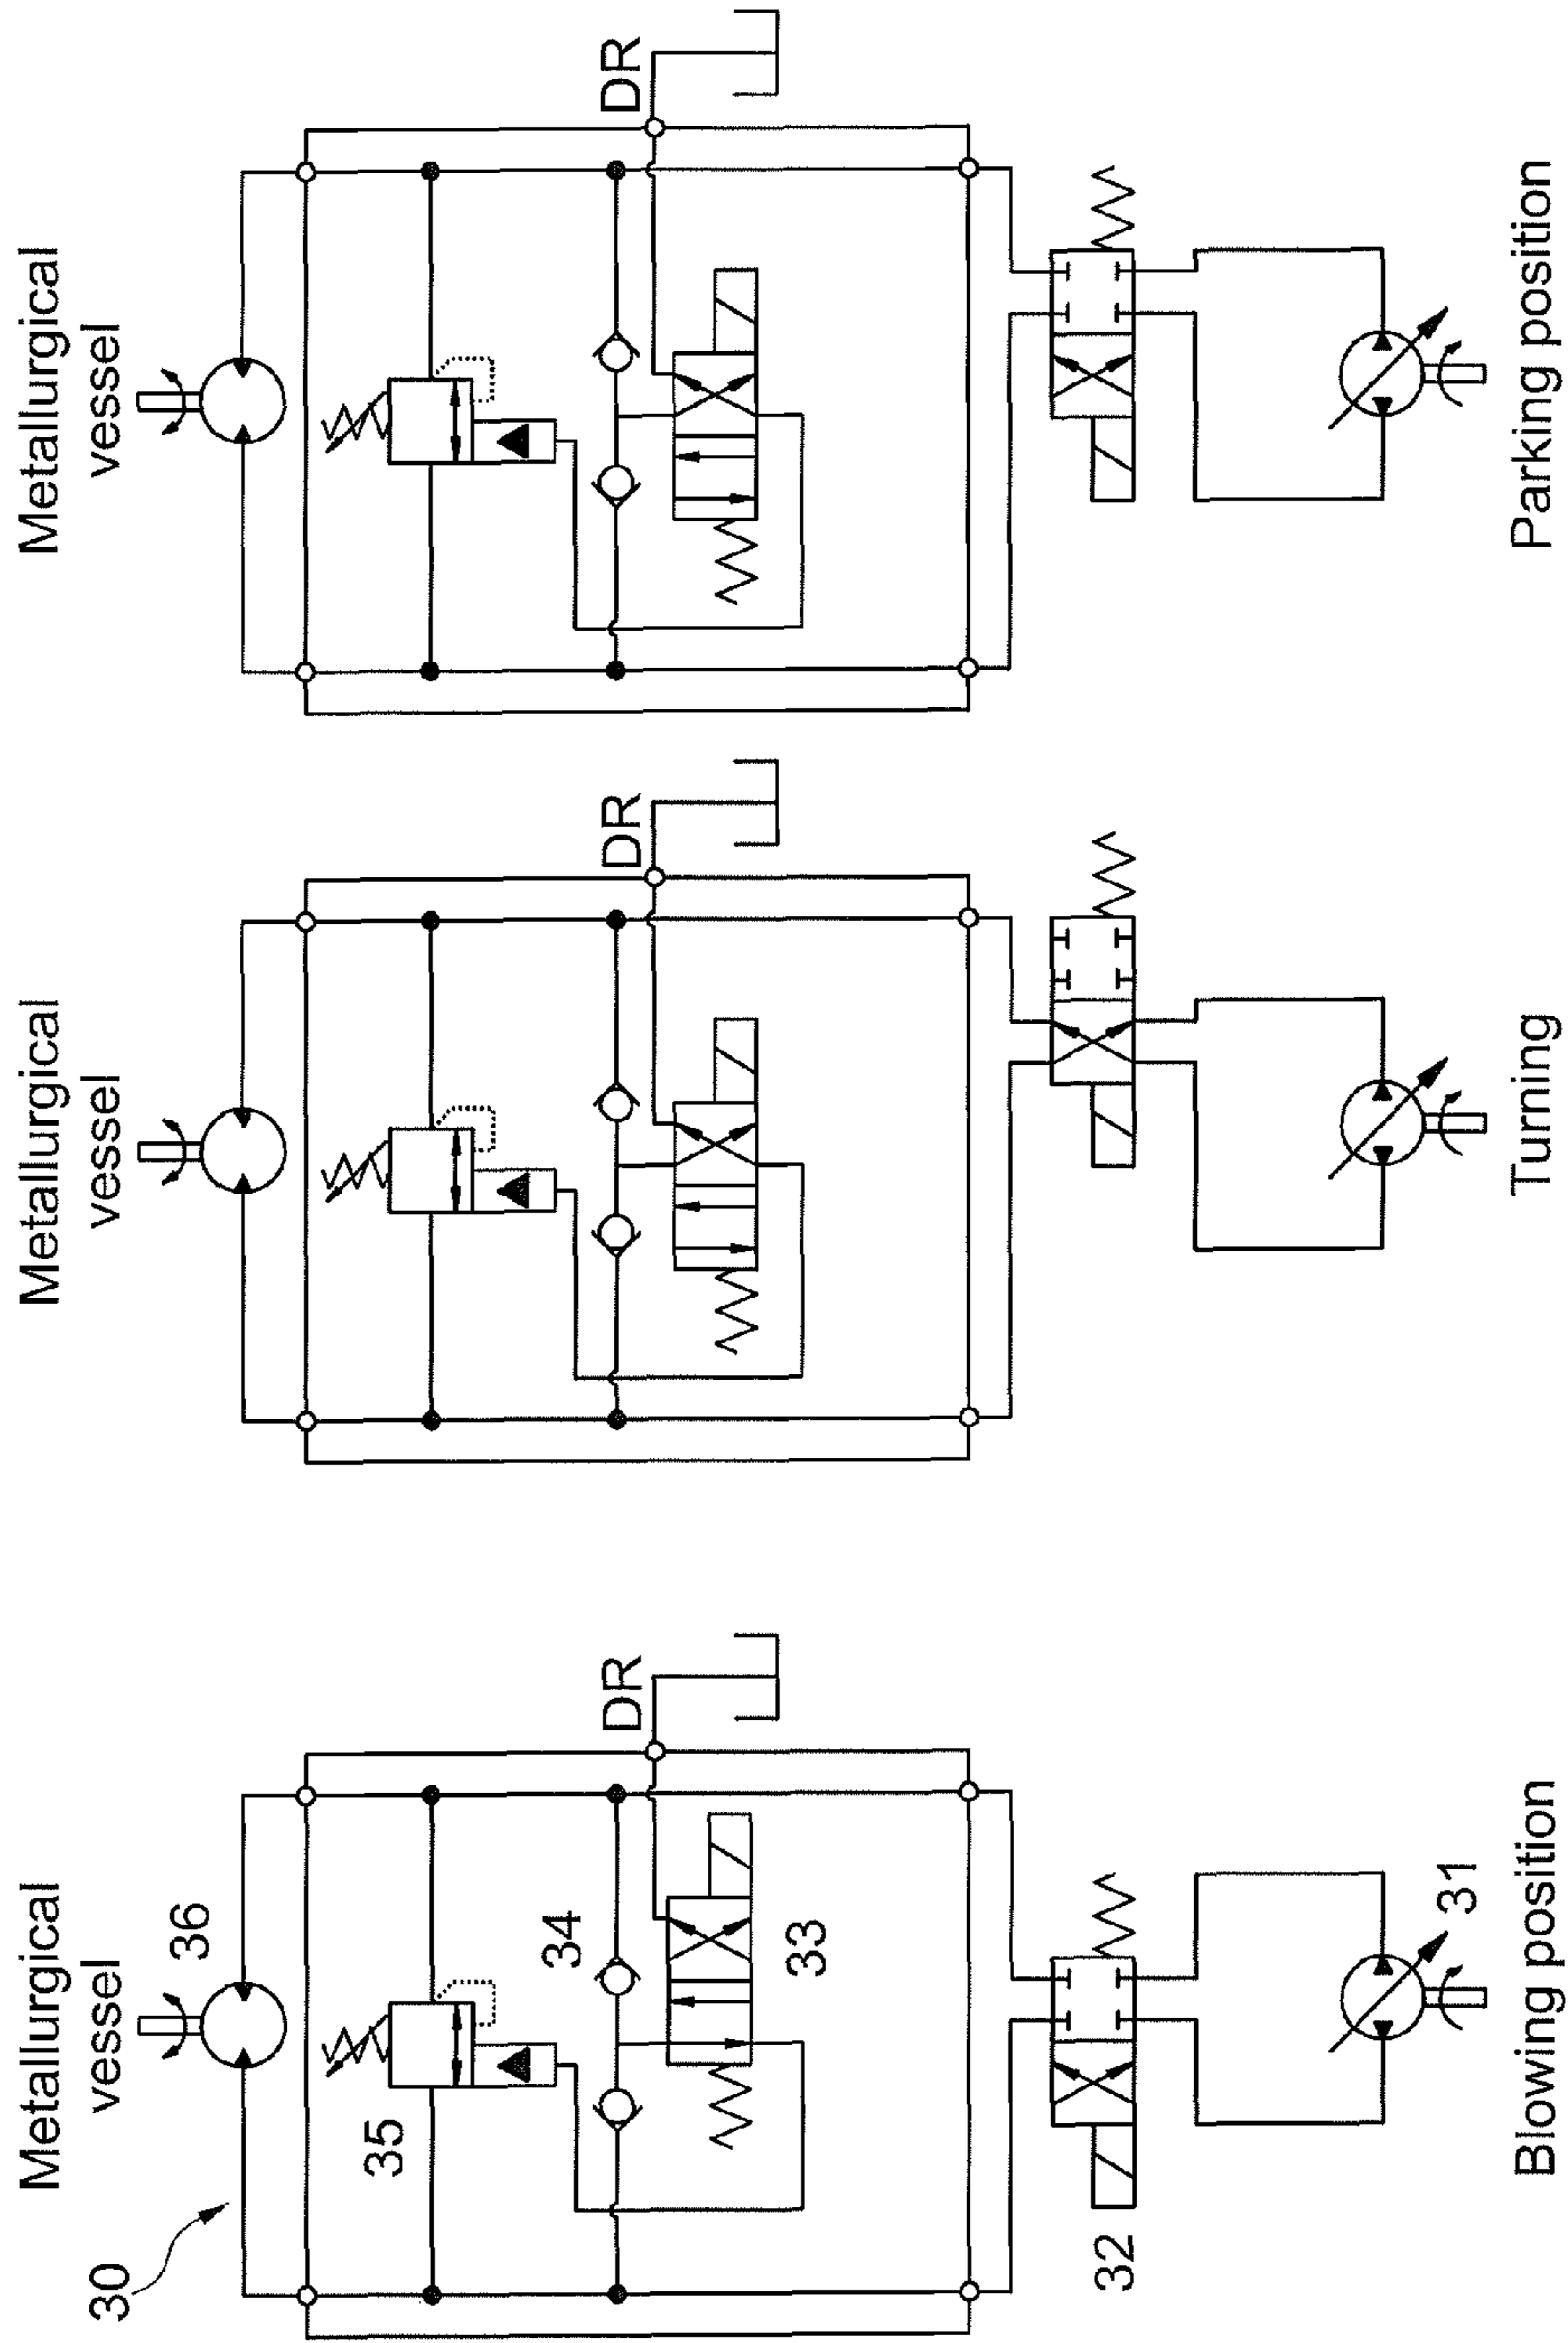 Metallurgical
vessel
30
36
35
34
DR
33
32
31
Blowing position
Metallurgical
vessel
DR
Turning
Metallurgical
vessel
DR
Parking position